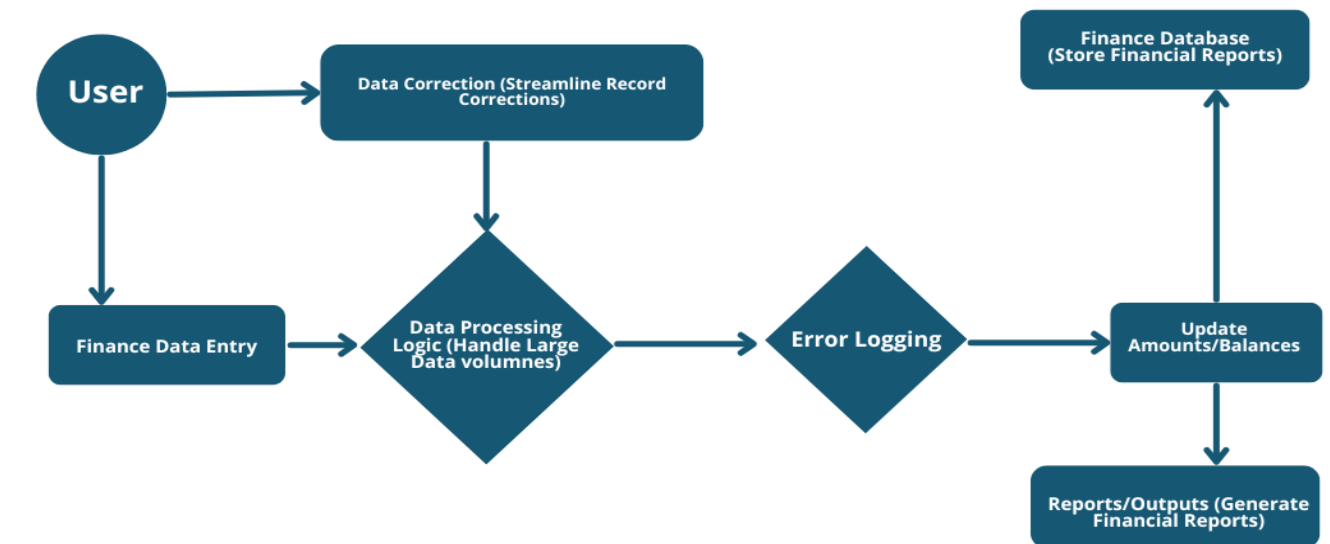 User
Data Correction (Streamline Record
Corrections)
Finance Database
(Store Financial Reports)
Finance Data Entry
Data Processing
Logic (Handle Large
Data volumnes)
Error Logging
Update
Amounts/Balances
Reports/Outputs (Generate
Financial Reports)